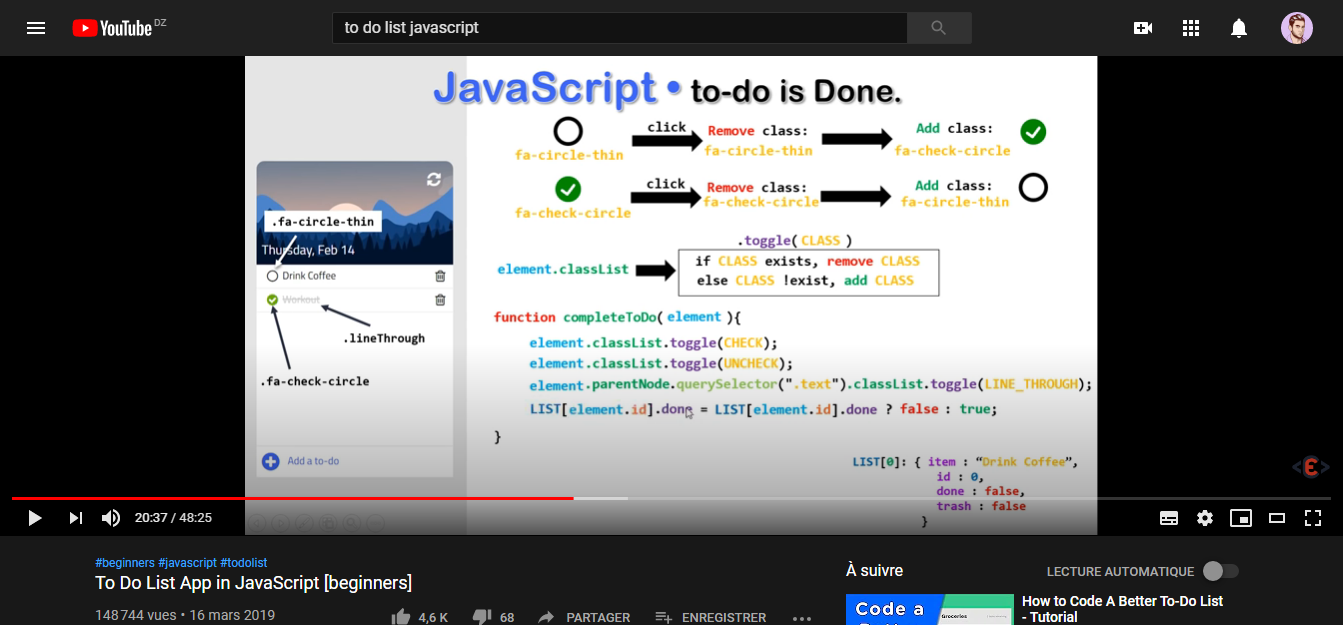 YouTube DZ
to do list javascript
JavaScript • to-do is Done.
click
Remove class:
Add class:
fa-circle-thin
fa-circle-thin
fa-check-circle
click
Remove class:
Add class:
fa-check-circle
fa-check-circle
fa-circle-thin
.fa-circle-thin
Thursday, Feb 14
Drink Coffee
Workout
.lineThrough
.fa-check-circle
Add a to-do
.toggle( CLASS )
element.classList
if CLASS exists, remove CLASS
else CLASS !exist, add CLASS
function completeToDo( element ){
element.classList.toggle(CHECK);
element.classList.toggle(UNCHECK);
element.parentNode.querySelector(".text").classList.toggle(LINE_THROUGH);
LIST[element.id].done = LIST[element.id].done ? false : true;
}
LIST[0]: { item : “Drink Coffee”,
id : 0,
done : false,
trash : false
}
<E>
20:37 / 48:25
#beginners #javascript #todolist
To Do List App in JavaScript [beginners]
148 744 vues • 16 mars 2019
4,6 K
68
PARTAGER
ENREGISTRER
À suivre
LECTURE AUTOMATIQUE
Code a
Groceries
How to Code A Better To-Do List
- Tutorial